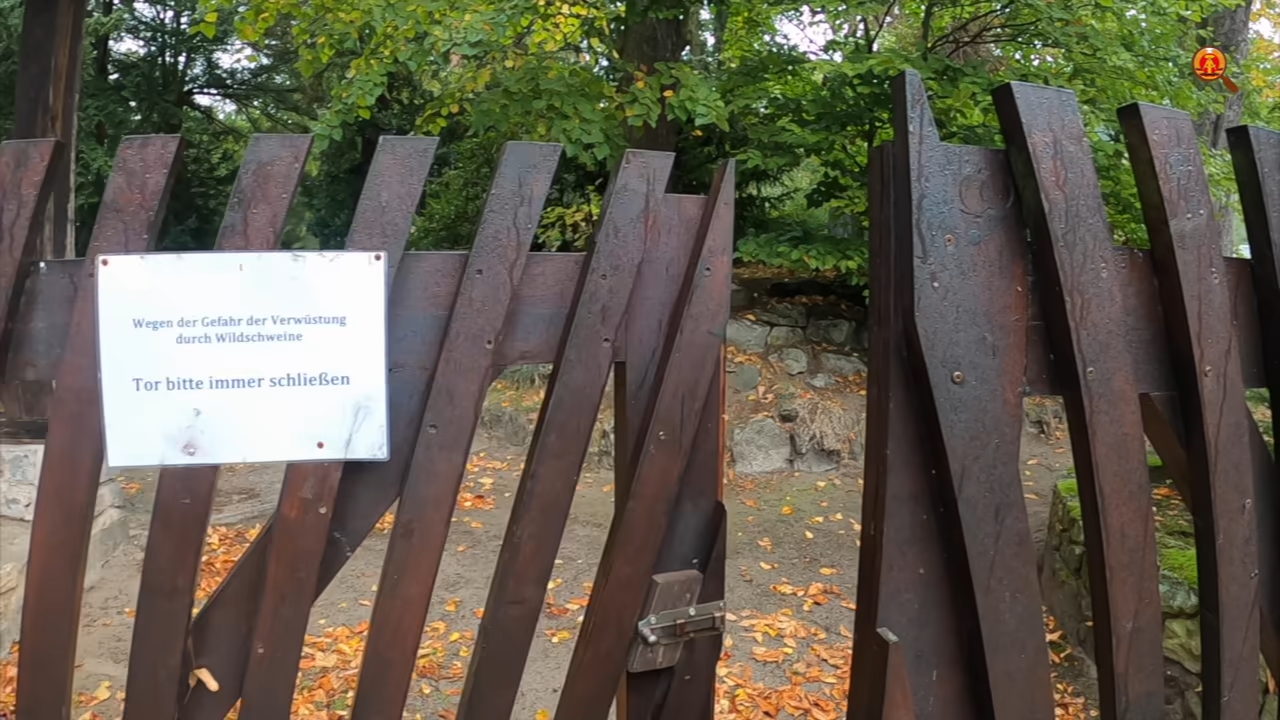 Wegen der Gefahr der Verwüstung
durch Wildschweine
Tor bitte immer schließen